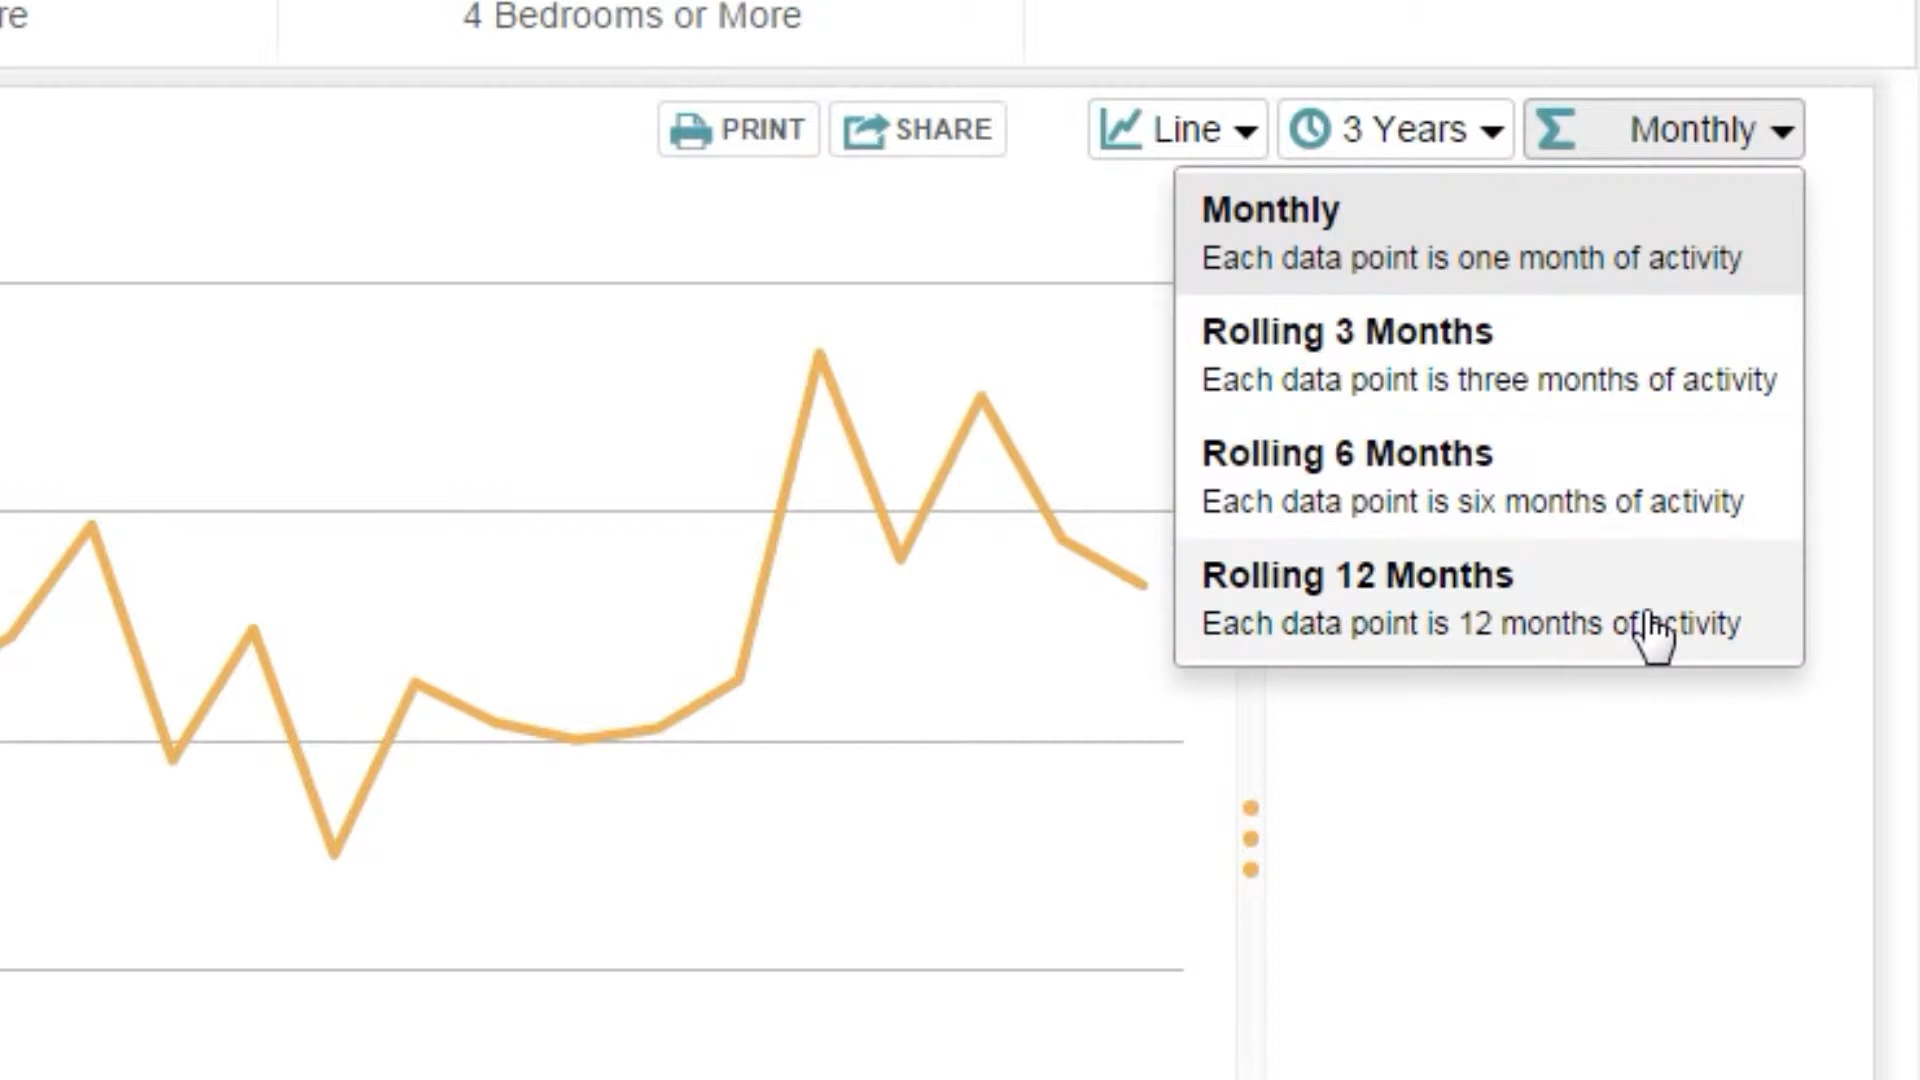 re
4 Bedrooms or More
PRINT
SHARE
Line
3 Years
Monthly
Monthly
Each data point is one month of activity
Rolling 3 Months
Each data point is three months of activity
Rolling 6 Months
Each data point is six months of activity
Rolling 12 Months
Each data point is 12 months of activity